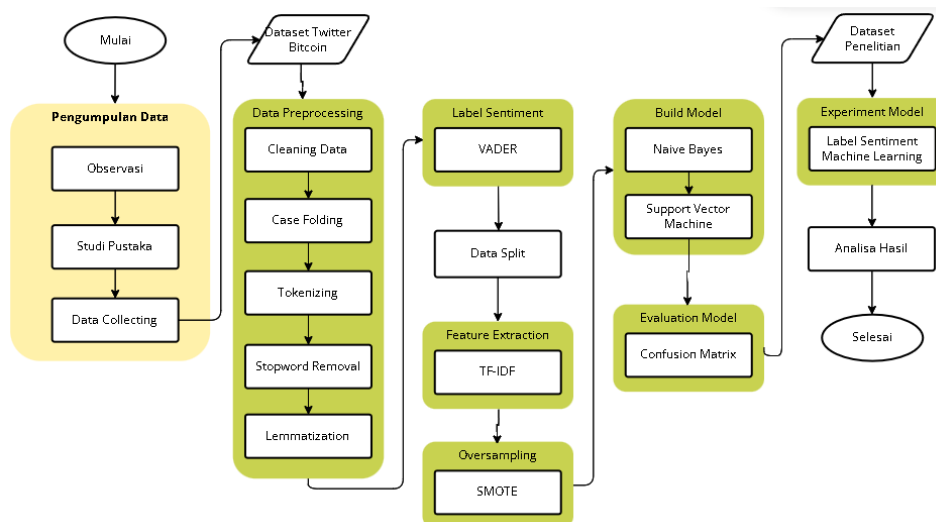 Mulai
Pengumpulan Data
Observasi
Studi Pustaka
Data Collecting
Dataset Twitter
Bitcoin
Data Preprocessing
Cleaning Data
Case Folding
Tokenizing
Stopword Removal
Lemmatization
Label Sentiment
VADER
Data Split
Feature Extraction
TF-IDF
Oversampling
SMOTE
Build Model
Naive Bayes
Support Vector
Machine
Evaluation Model
Confusion Matrix
Dataset
Penelitian
Experiment Model
Label Sentiment
Machine Learning
Analisa Hasil
Selesai